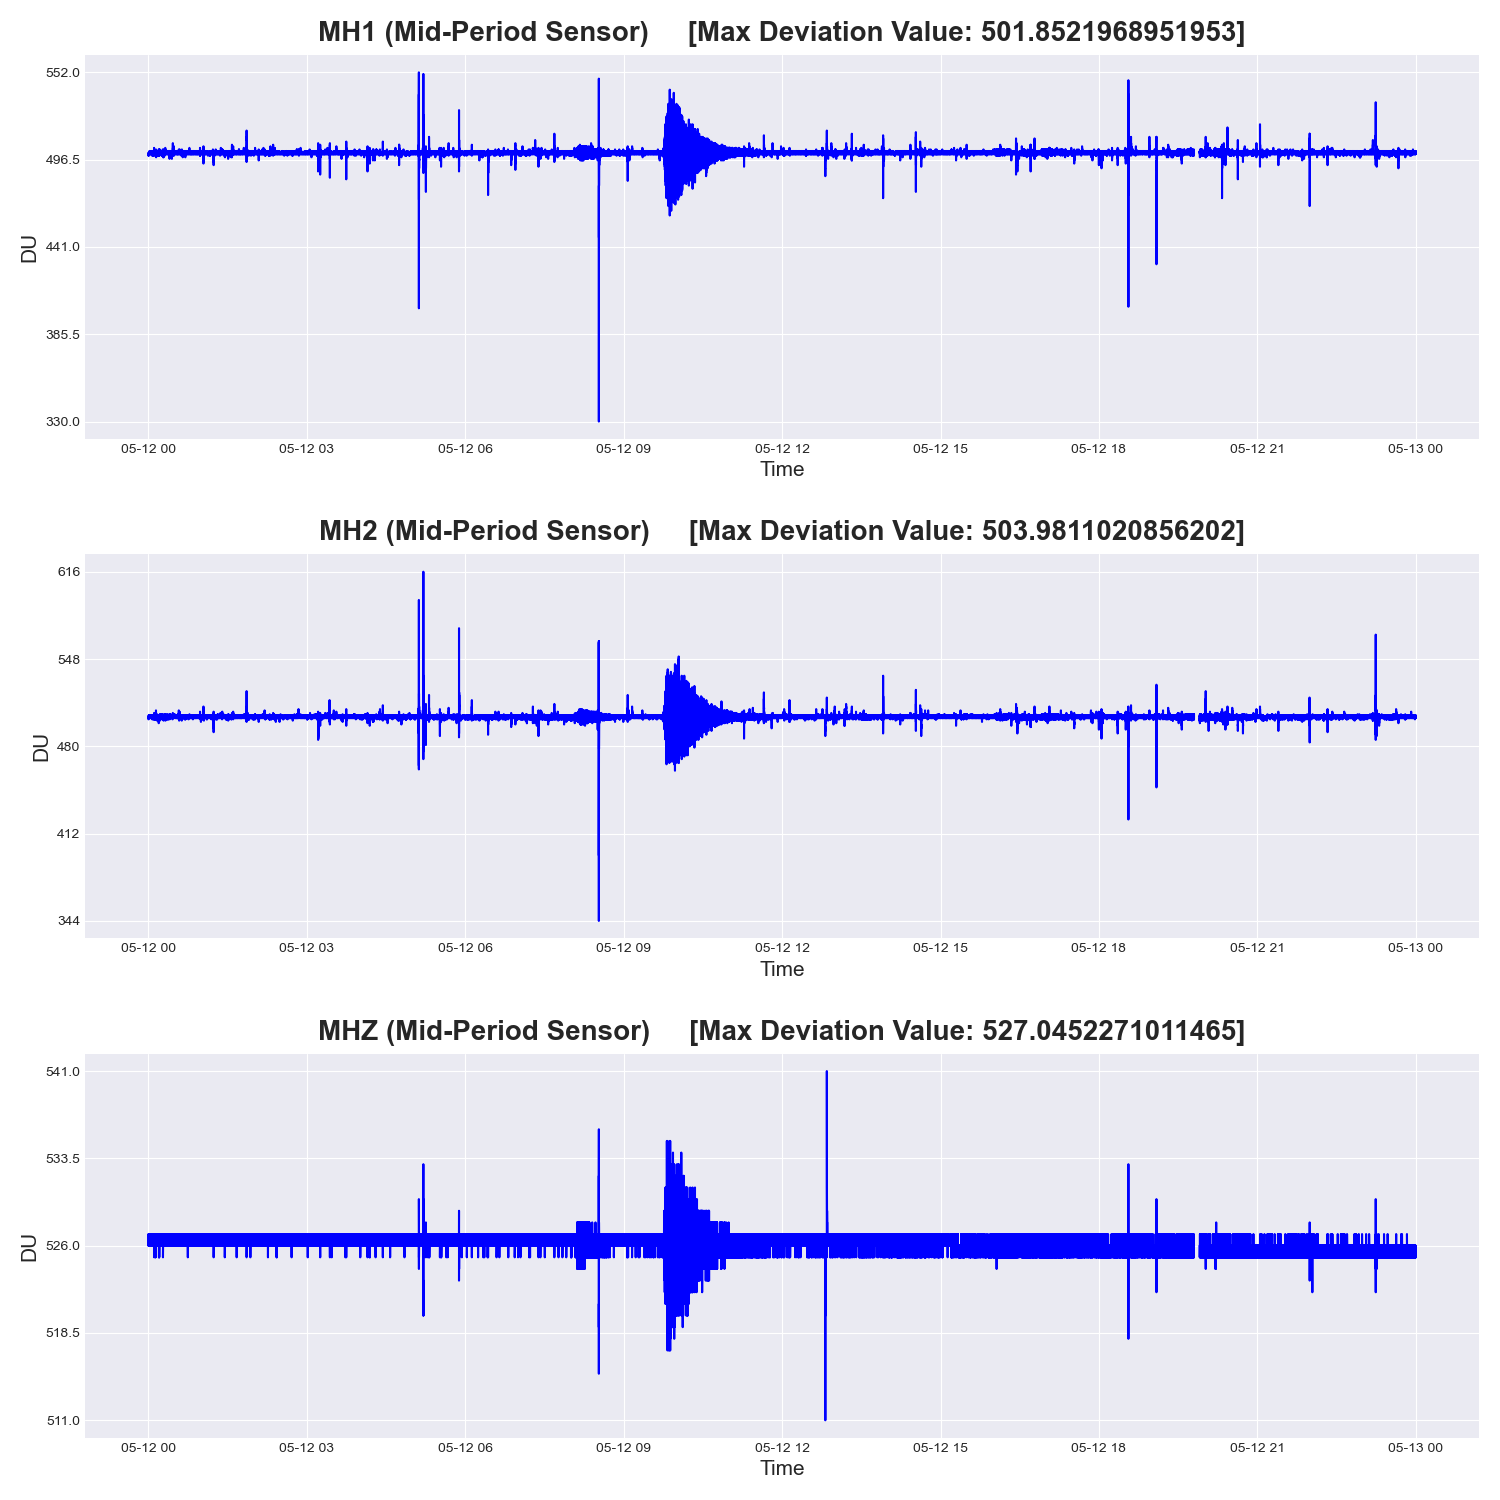 MH1 (Mid-Period Sensor) [Max Deviation Value: 501.8521968951953]
552.0
496.5
441.0
385.5
330.0
DU
05-12 00 05-12 03 05-12 06 05-12 09 05-12 12 05-12 15 05-12 18 05-12 21 05-13 00
Time
MH2 (Mid-Period Sensor) [Max Deviation Value: 503.9811020856202]
616
548
480
412
344
DU
05-12 00 05-12 03 05-12 06 05-12 09 05-12 12 05-12 15 05-12 18 05-12 21 05-13 00
Time
MHZ (Mid-Period Sensor) [Max Deviation Value: 527.0452271011465]
541.0
533.5
526.0
518.5
511.0
DU
05-12 00 05-12 03 05-12 06 05-12 09 05-12 12 05-12 15 05-12 18 05-12 21 05-13 00
Time